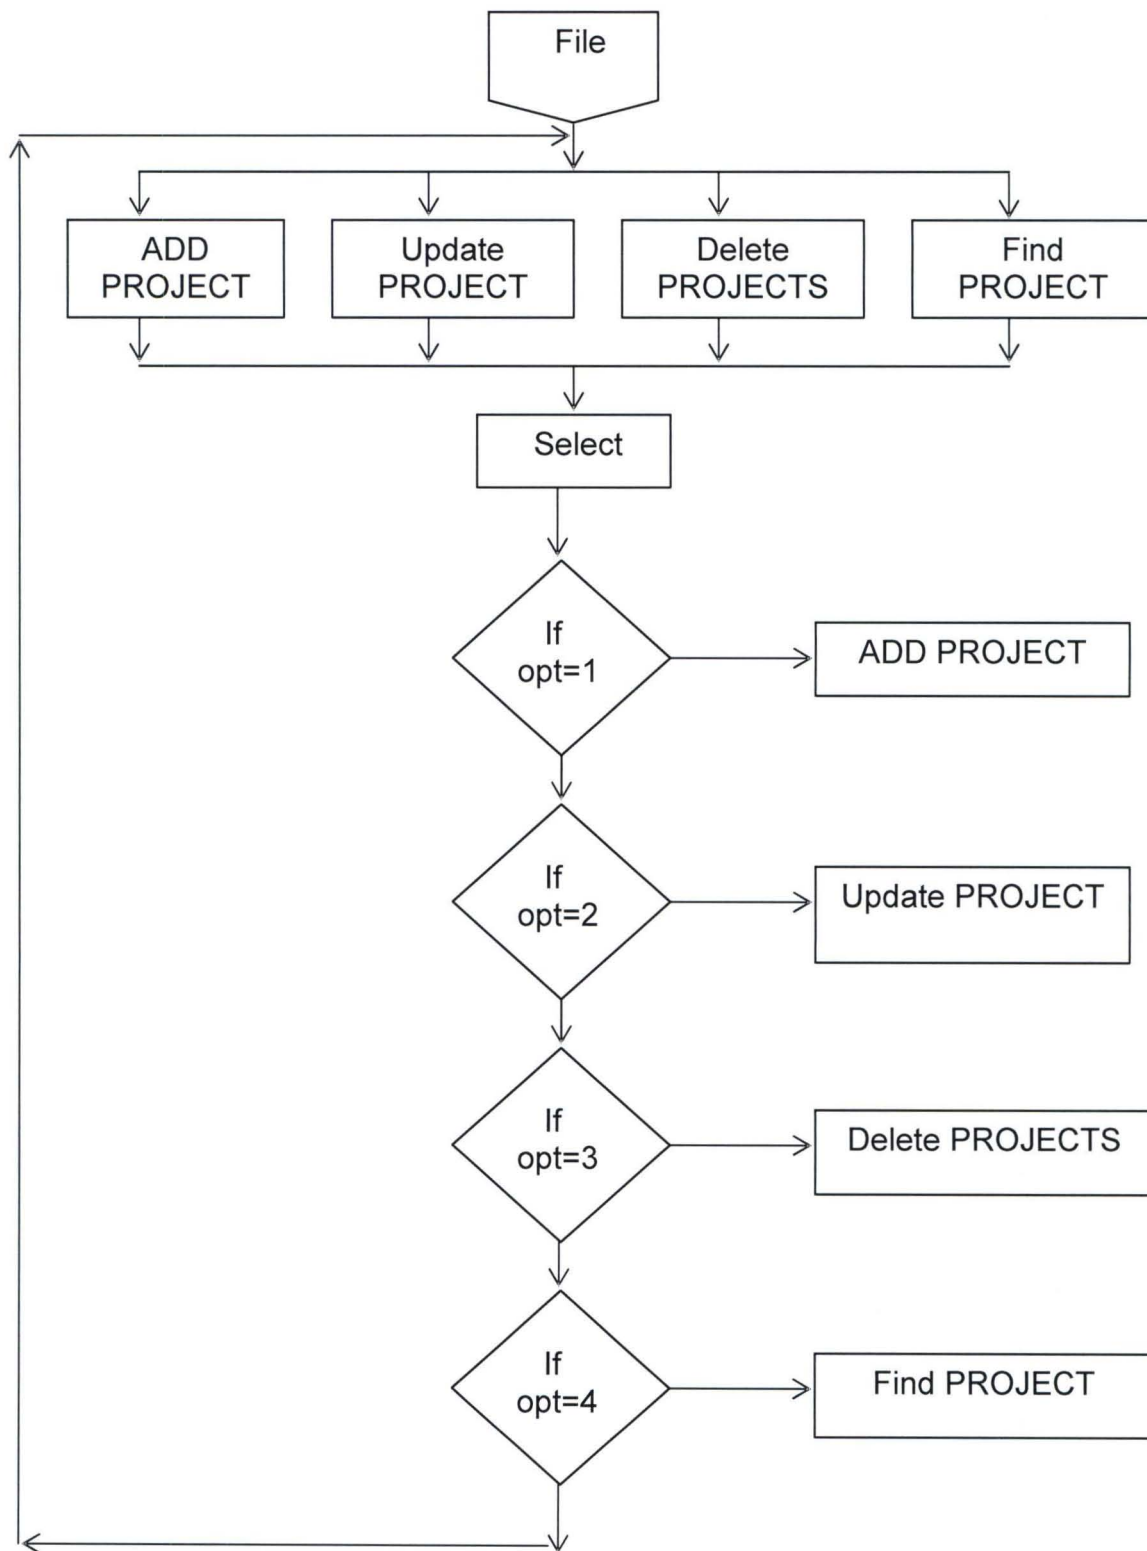 File
ADD
PROJECT
Update
PROJECT
Delete
PROJECTS
Find
PROJECT
Select
If
opt=1
ADD PROJECT
If
opt=2
Update PROJECT
If
opt=3
Delete PROJECTS
If
opt=4
Find PROJECT